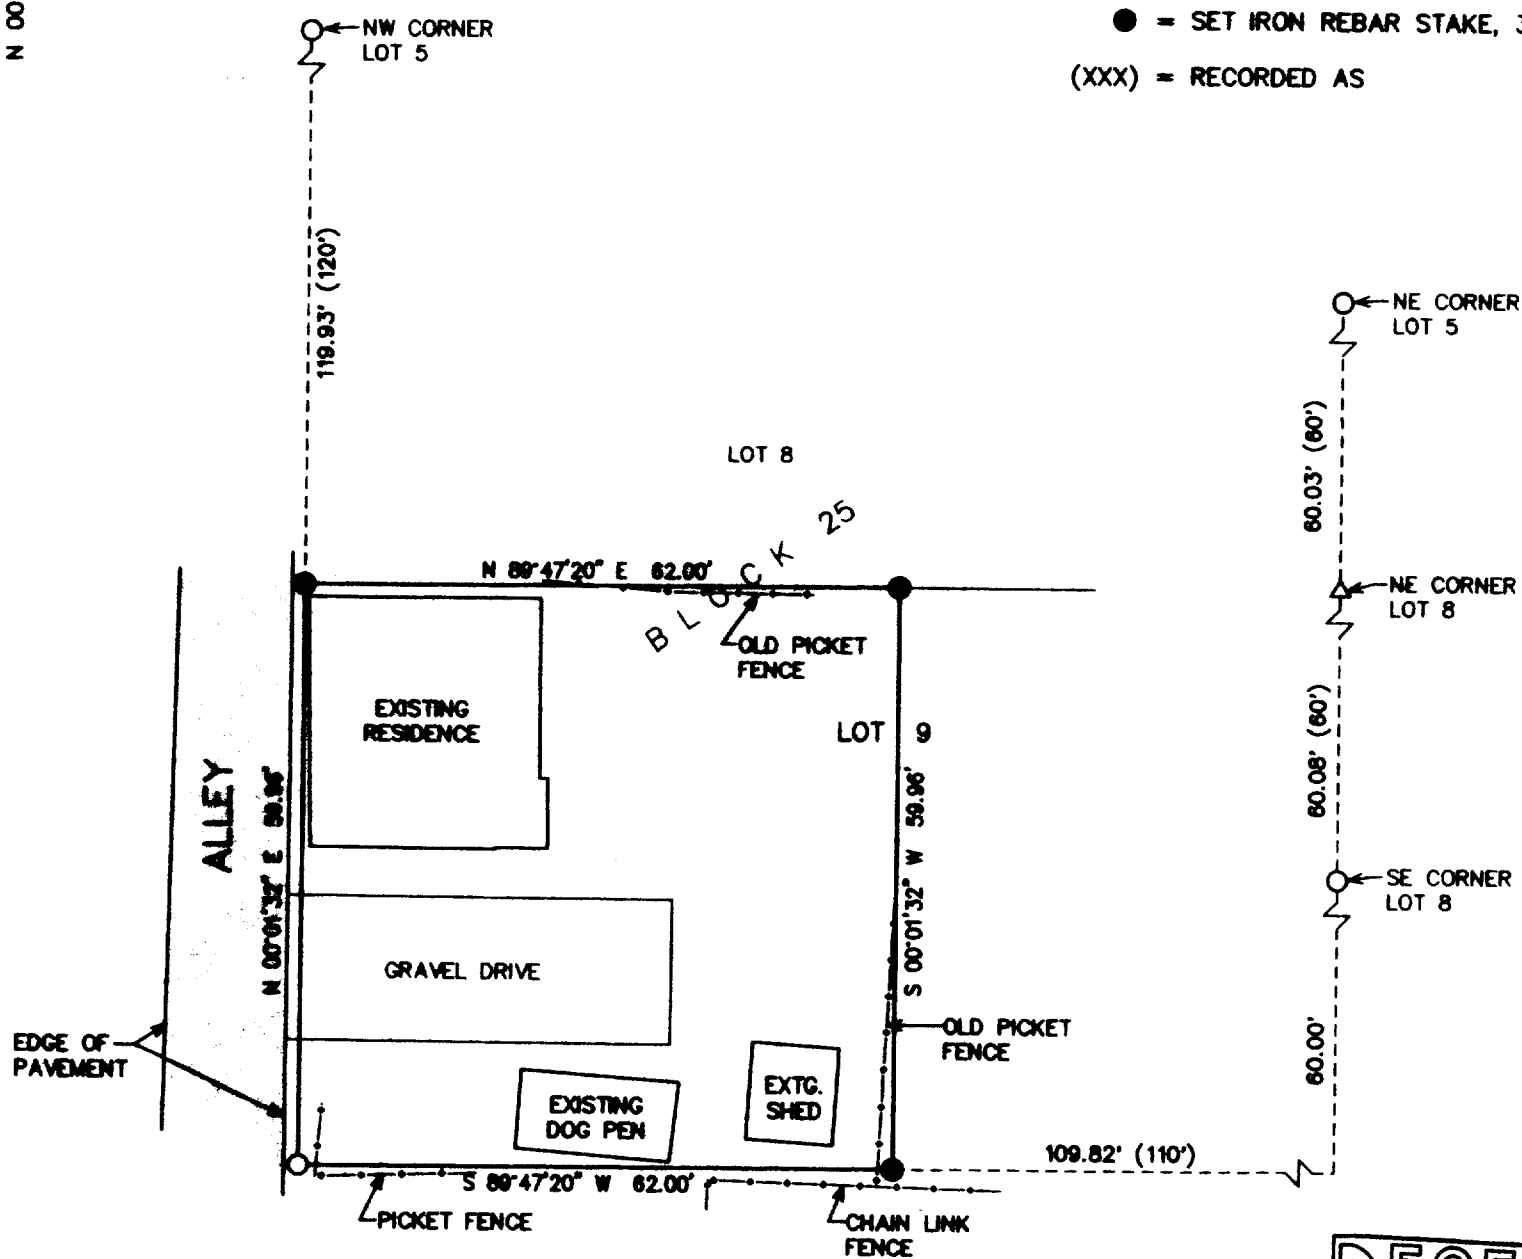 N 00
NW CORNER
LOT 5
● = SET IRON REBAR STAKE, 3
(XXX) = RECORDED AS
119.93' (120')
NE CORNER
LOT 5
60.03' (60')
LOT 8
BLOCK 25
N 89°47'20" E 62.00'
NE CORNER
LOT 8
OLD PICKET
FENCE
EXISTING
RESIDENCE
LOT 9
ALLEY
N 00°01'32" E 59.96'
S 00°01'32" W 59.96'
60.08' (60')
SE CORNER
LOT 8
GRAVEL DRIVE
EDGE OF
PAVEMENT
OLD PICKET
FENCE
60.00'
EXTG.
SHED
EXISTING
DOG PEN
109.82' (110')
S 89°47'20" W 62.00'
PICKET FENCE
CHAIN LINK
FENCE